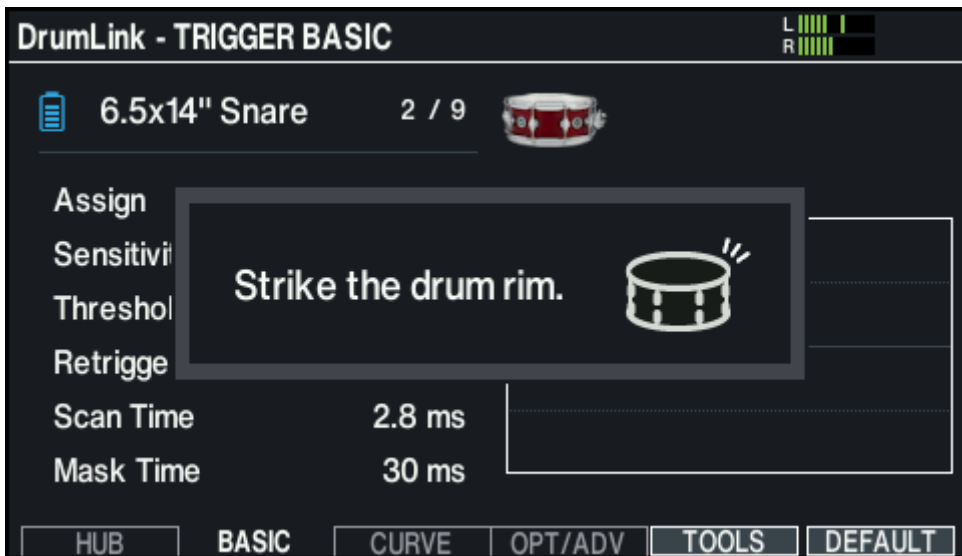 DrumLink - TRIGGER BASIC
L
R
6.5x14" Snare 2 / 9
Assign
Sensitivit
Threshol
Retrigge
Strike the drum rim.
Scan Time 2.8 ms
Mask Time 30 ms
HUB BASIC CURVE OPT/ADV TOOLS DEFAULT